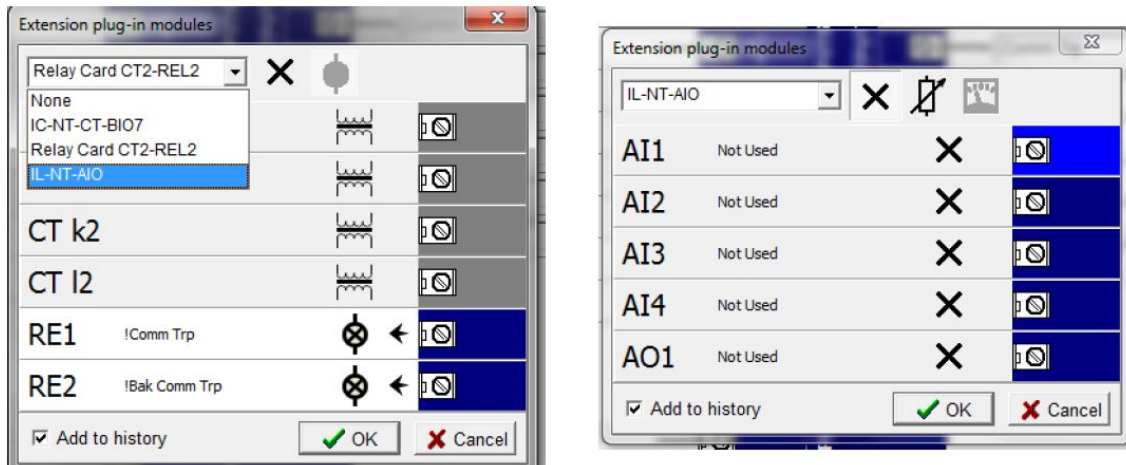 Extension plug-in modules
Relay Card CT2-REL2
None
IC-NT-CT-BIO7
Relay Card CT2-REL2
IL-NT-AIO
CT k2
CT l2
RE1 !Comm Trp
RE2 !Bak Comm Trp
Add to history
OK
Cancel
Extension plug-in modules
IL-NT-AIO
AI1 Not Used
AI2 Not Used
AI3 Not Used
AI4 Not Used
AO1 Not Used
Add to history
OK
Cancel